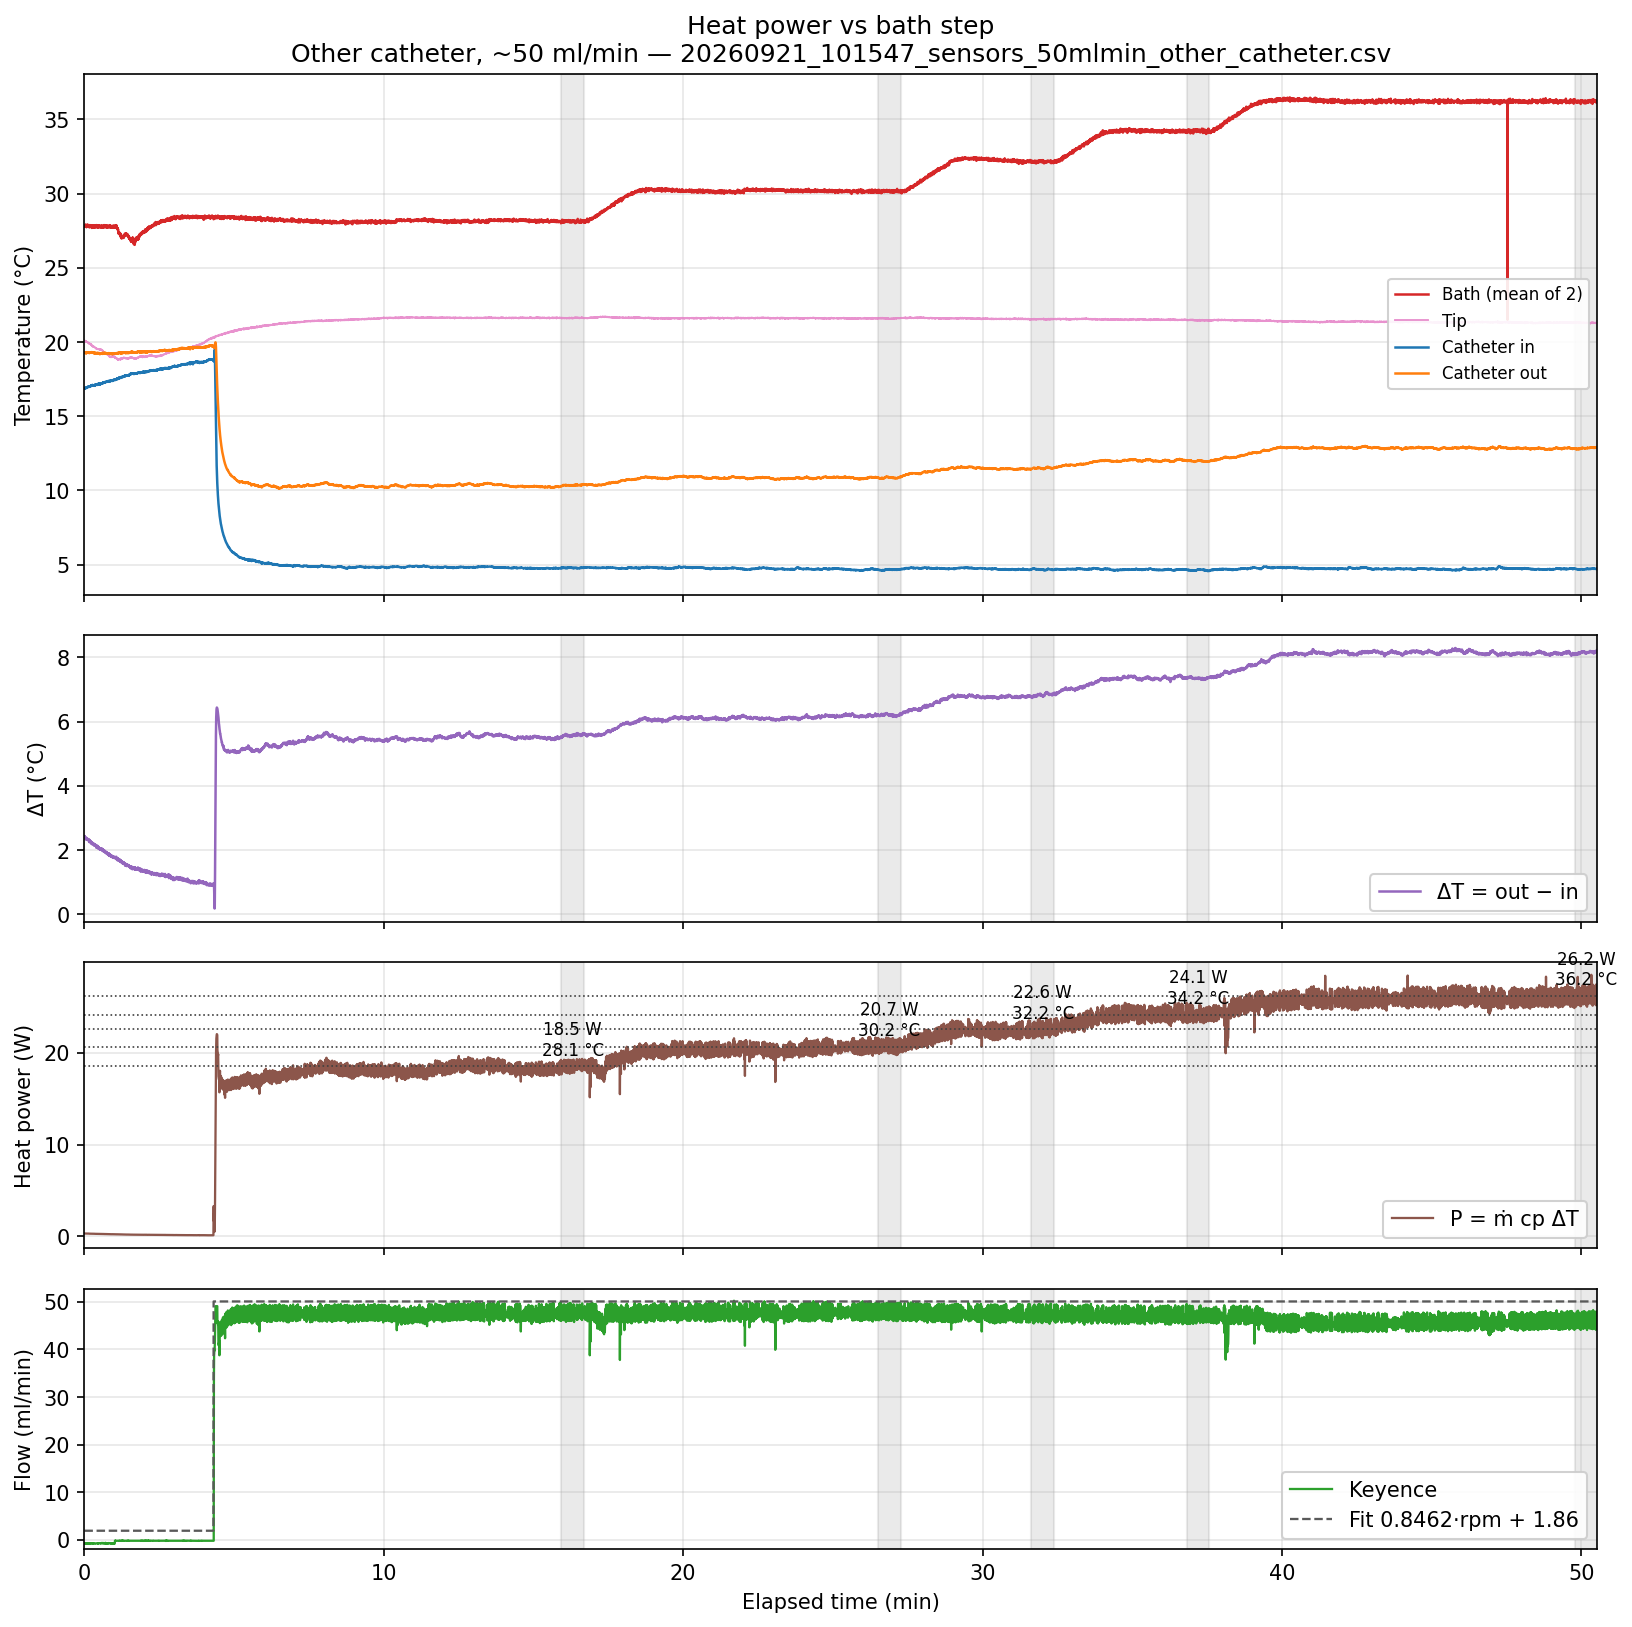 Heat power vs bath step
Other catheter, ~50 ml/min — 20260921_101547_sensors_50mlmin_other_catheter.csv
Temperature (°C)
35
30
25
20
15
10
5
Bath (mean of 2)
Tip
Catheter in
Catheter out
ΔT (°C)
8
6
4
2
0
ΔT = out − in
Heat power (W)
20
10
0
18.5 W
28.1 °C
20.7 W
30.2 °C
22.6 W
32.2 °C
24.1 W
34.2 °C
26.2 W
36.2 °C
P = ṁ cp ΔT
Flow (ml/min)
50
40
30
20
10
0
Keyence
Fit 0.8462·rpm + 1.86
0 10 20 30 40 50
Elapsed time (min)